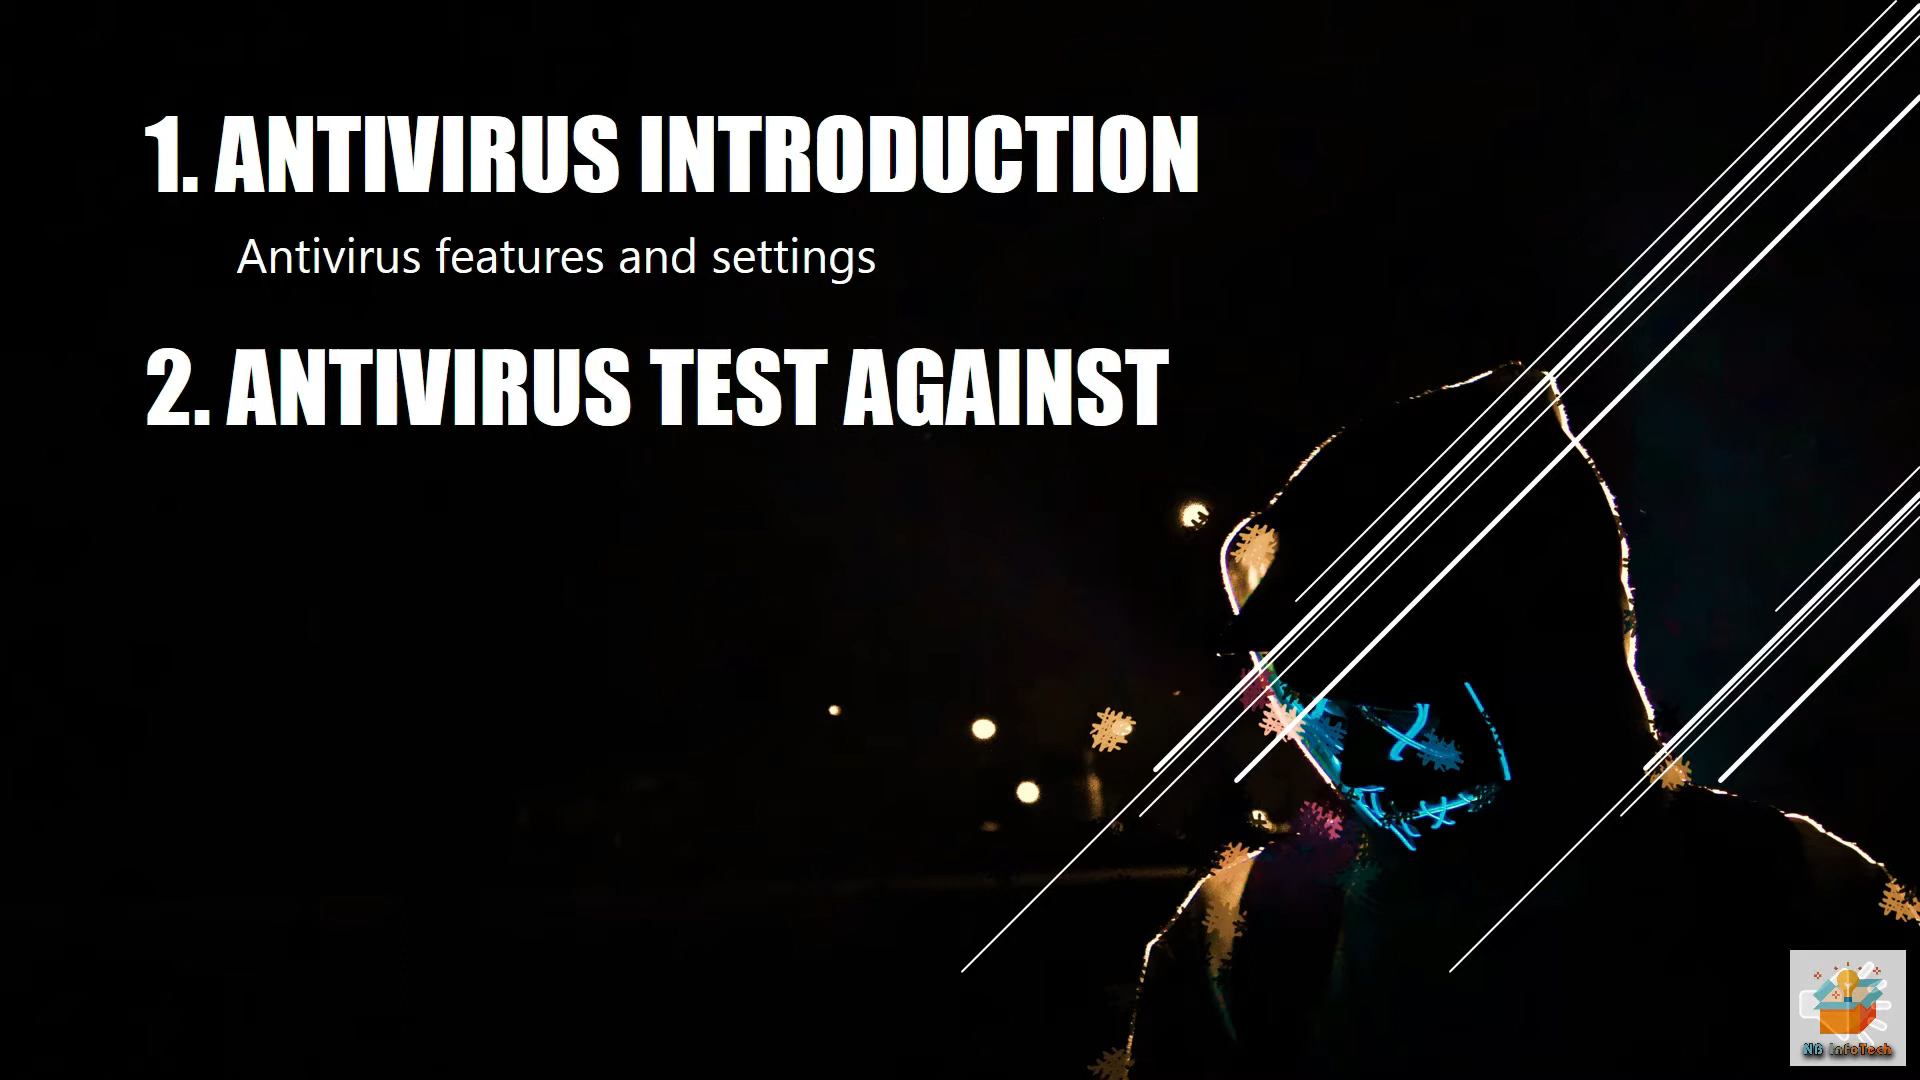 1. ANTIVIRUS INTRODUCTION
Antivirus features and settings
2. ANTIVIRUS TEST AGAINST
NB InfoTech